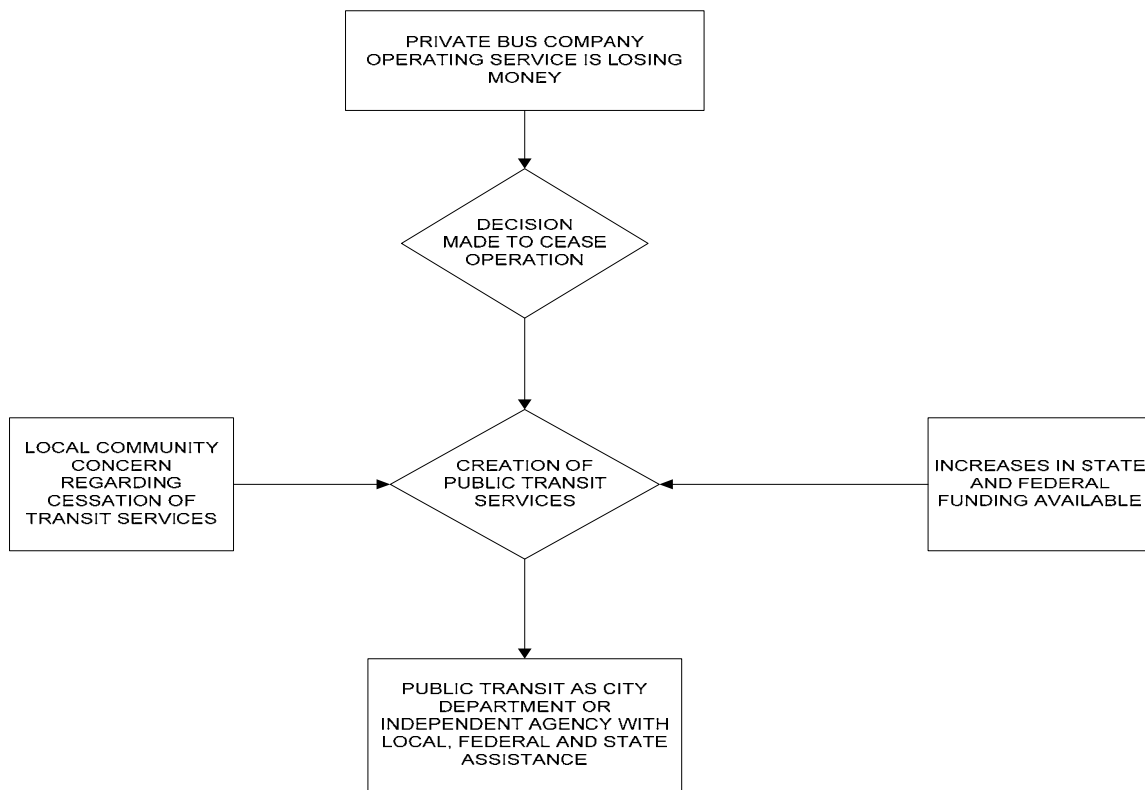 PRIVATE BUS COMPANY
OPERATING SERVICE IS LOSING
MONEY
DECISION
MADE TO CEASE
OPERATION
LOCAL COMMUNITY
CONCERN
REGARDING
CESSATION OF
TRANSIT SERVICES
CREATION OF
PUBLIC TRANSIT
SERVICES
INCREASES IN STATE
AND FEDERAL
FUNDING AVAILABLE
PUBLIC TRANSIT AS CITY
DEPARTMENT OR
INDEPENDENT AGENCY WITH
LOCAL, FEDERAL AND STATE
ASSISTANCE